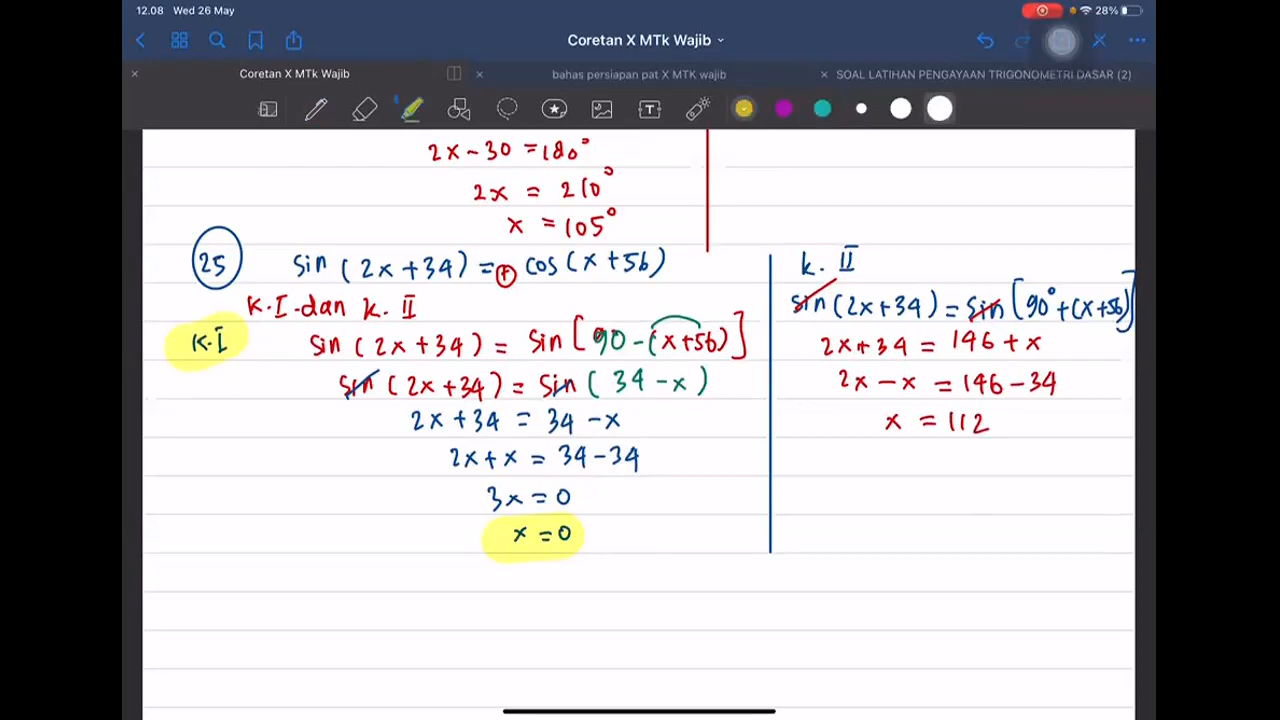 12.08 Wed 26 May
28%
Coretan X MTk Wajib
Coretan X MTk Wajib
bahas persiapan pat X MTK wajib
SOAL LATIHAN PENGAYAAN TRIGONOMETRI DASAR (2)
2x - 30 = 180°
2x = 210°
x = 105°
25 sin (2x + 34) = + cos (x + 56)
K.I dan k. II
K.I sin (2x + 34) = sin [90 - (x + 56)]
sin (2x + 34) = sin (34 - x)
2x + 34 = 34 - x
2x + x = 34 - 34
3x = 0
x = 0
k. II
sin (2x + 34) = sin [90° + (x + 56)]
2x + 34 = 146 + x
2x - x = 146 - 34
x = 112